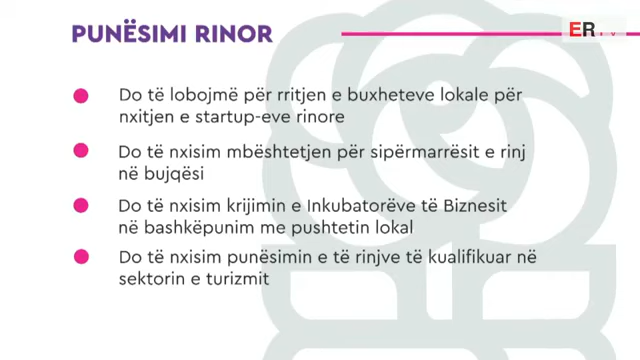 PUNËSIMI RINOR
ER TV
Do të lobojmë për rritjen e buxheteve lokale për
nxitjen e startup-eve rinore
Do të nxisim mbështetjen për sipërmarrësit e rinj
në bujqësi
Do të nxisim krijimin e Inkubatorëve të Biznesit
në bashkëpunim me pushtetin lokal
Do të nxisim punësimin e të rinjve të kualifikuar në
sektorin e turizmit